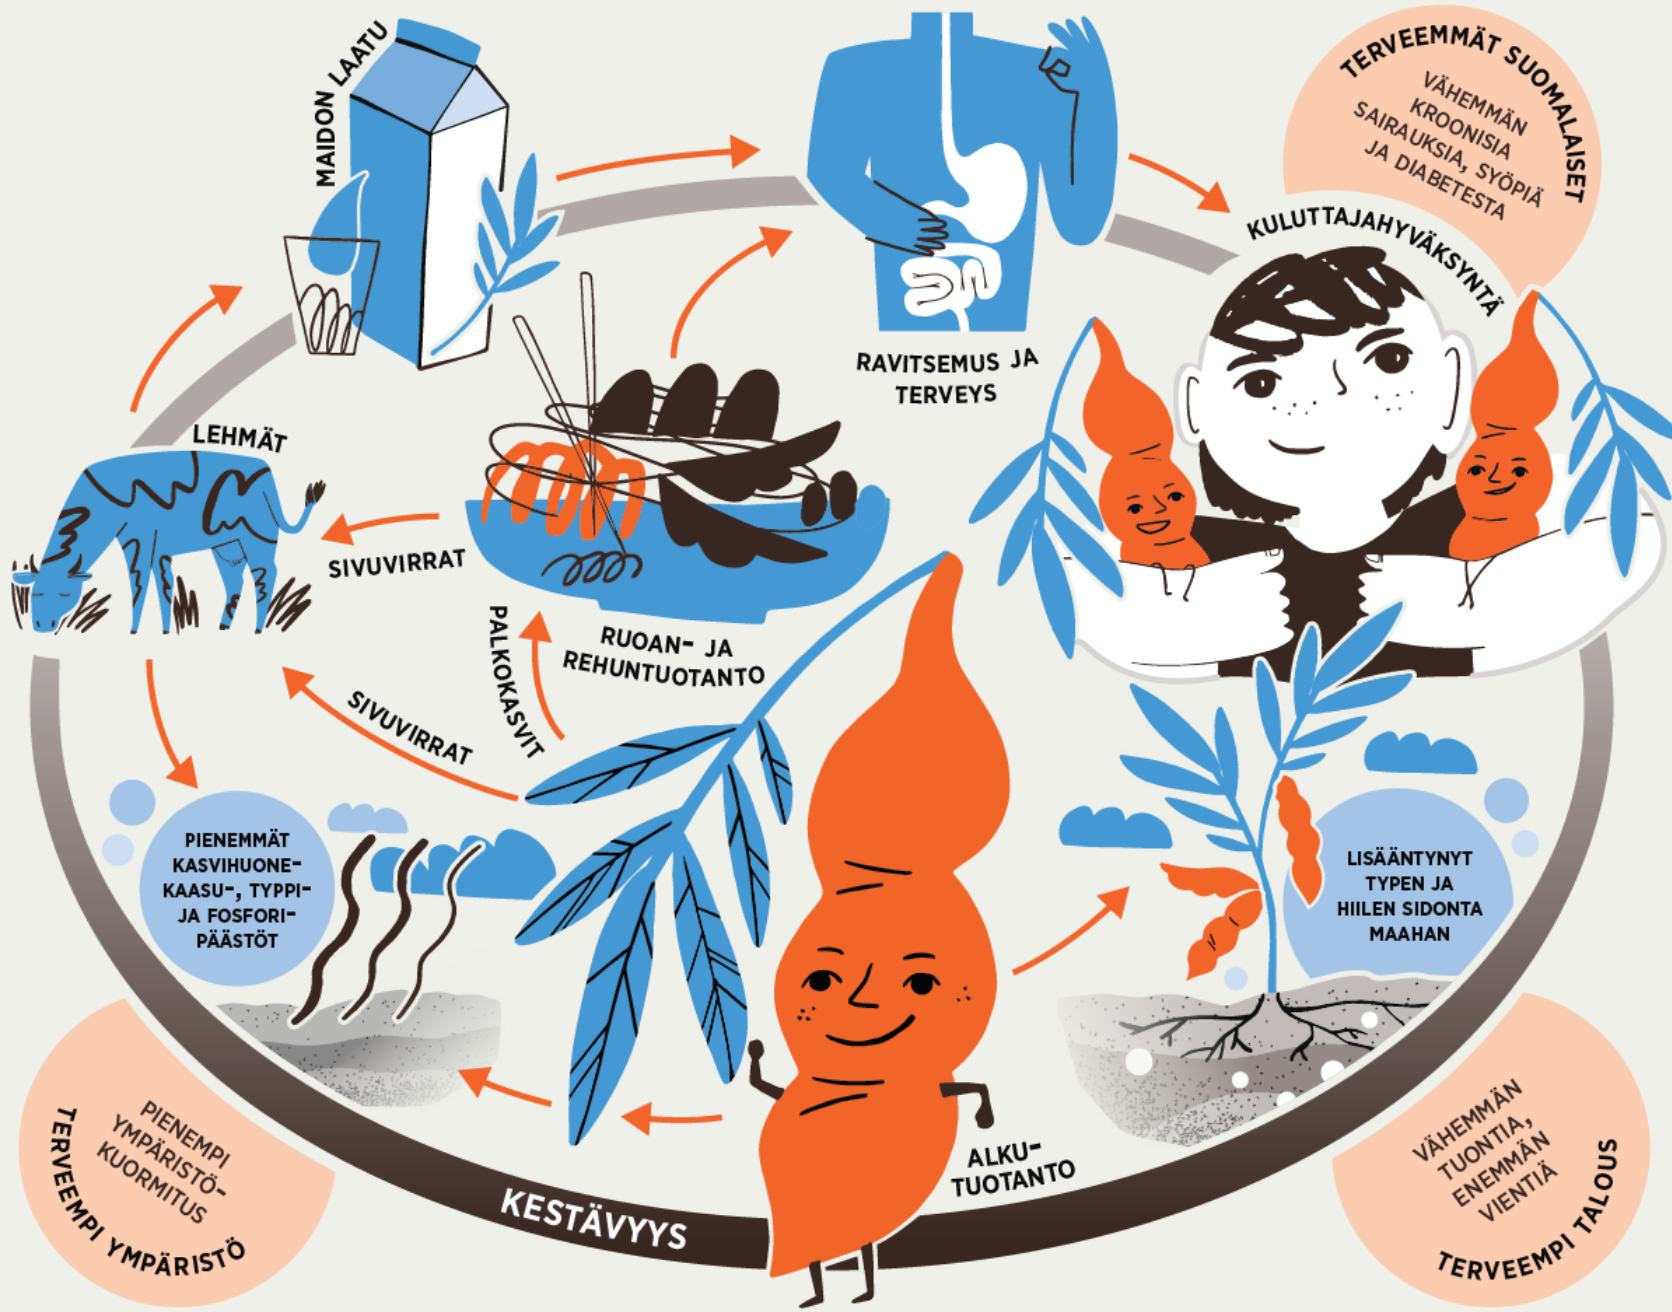 MAIDON LAATU
TERVEEMMÄT SUOMALAISET
VÄHEMMÄN
KROONISIA
SAIRAUKSIA, SYÖPIÄ
JA DIABETESTA
KULUTTAJAHYVÄKSYNTÄ
RAVITSEMUS JA
TERVEYS
LEHMÄT
SIVUVIRRAT
RUOAN- JA
REHUNTUOTANTO
PALKOKASVIT
SIVUVIRRAT
PIENEMMÄT
KASVIHUONE-
KAASU-, TYPPI-
JA FOSFORI-
PÄÄSTÖT
LISÄÄNTYNYT
TYPEN JA
HIILEN SIDONTA
MAAHAN
PIENEMPI
YMPÄRISTÖ-
KUORMITUS
TERVEEMPI YMPÄRISTÖ
KESTÄVYYS
ALKU-
TUOTANTO
VÄHEMMÄN
TUONTIA,
ENEMMÄN
VIENTIÄ
TERVEEMPI TALOUS